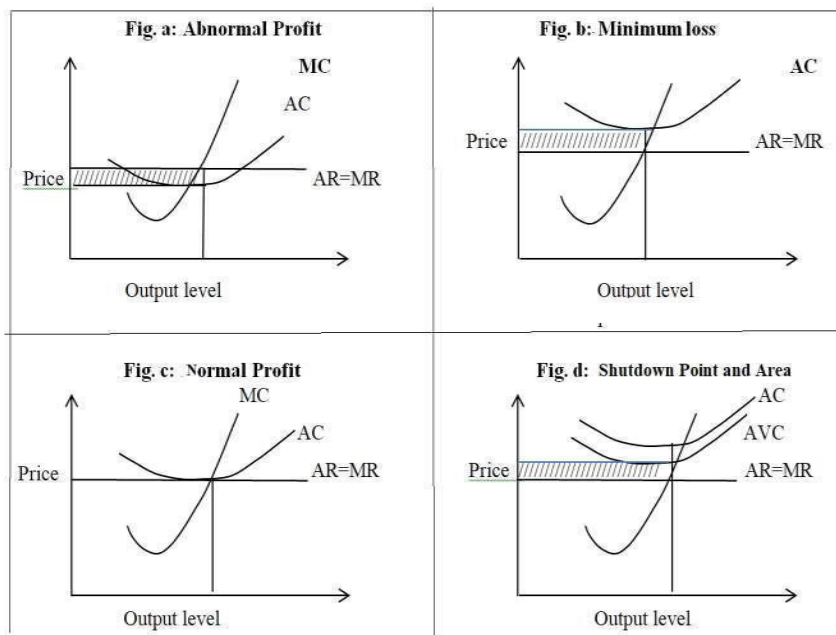 Fig. a: Abnormal Profit
MC
AC
Price
AR=MR
Output level
Fig. b: Minimum loss
AC
Price
AR=MR
Output level
Fig. c: Normal Profit
MC
AC
Price
AR=MR
Output level
Fig. d: Shutdown Point and Area
AC
AVC
Price
AR=MR
Output level